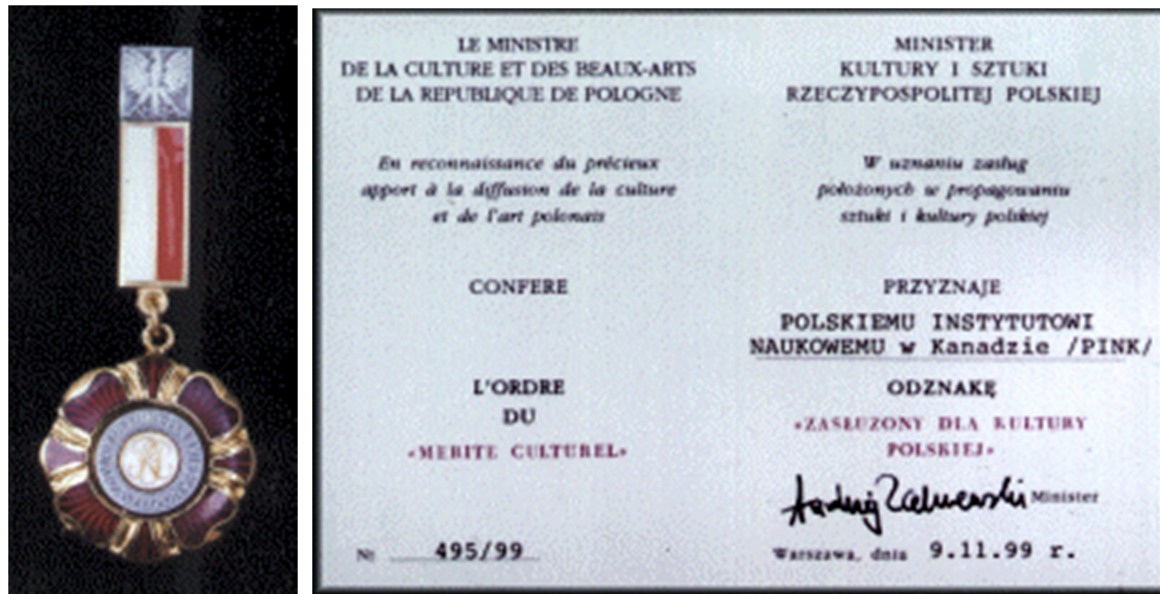 LE MINISTRE
DE LA CULTURE ET DES BEAUX-ARTS
DE LA REPUBLIQUE DE POLOGNE
En reconnaissance du précieux
apport à la diffusion de la culture
et de l'art polonais
CONFERE
L'ORDRE
DU
«MERITE CULTUREL»
№ 495/99
MINISTER
KULTURY I SZTUKI
RZECZYPOSPOLITEJ POLSKIEJ
W uznaniu zasług
położonych w propagowaniu
sztuki i kultury polskiej
PRZYZNAJE
POLSKIEMU INSTYTUTOWI
NAUKOWEMU w Kanadzie /PINK/
ODZNAKĘ
«ZASŁUZONY DLA KULTURY
POLSKIEJ»
Minister
Warszawa, dnia 9.11.99 r.